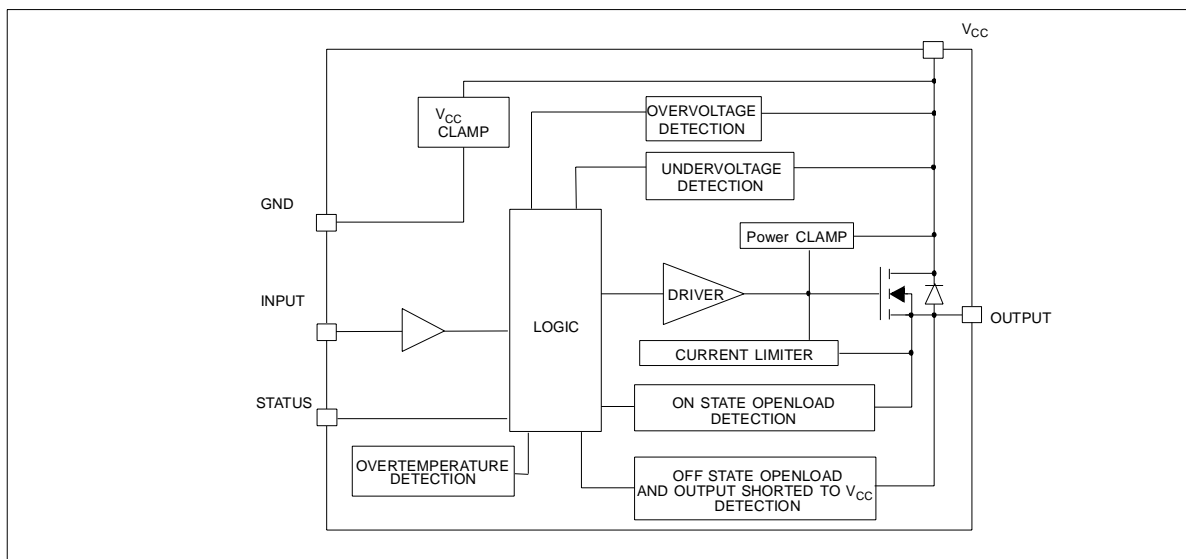 VCC
VCC
CLAMP
OVERVOLTAGE
DETECTION
UNDERVOLTAGE
DETECTION
GND
Power CLAMP
INPUT
DRIVER
OUTPUT
LOGIC
CURRENT LIMITER
STATUS
ON STATE OPENLOAD
DETECTION
OVERTEMPERATURE
DETECTION
OFF STATE OPENLOAD
AND OUTPUT SHORTED TO VCC
DETECTION